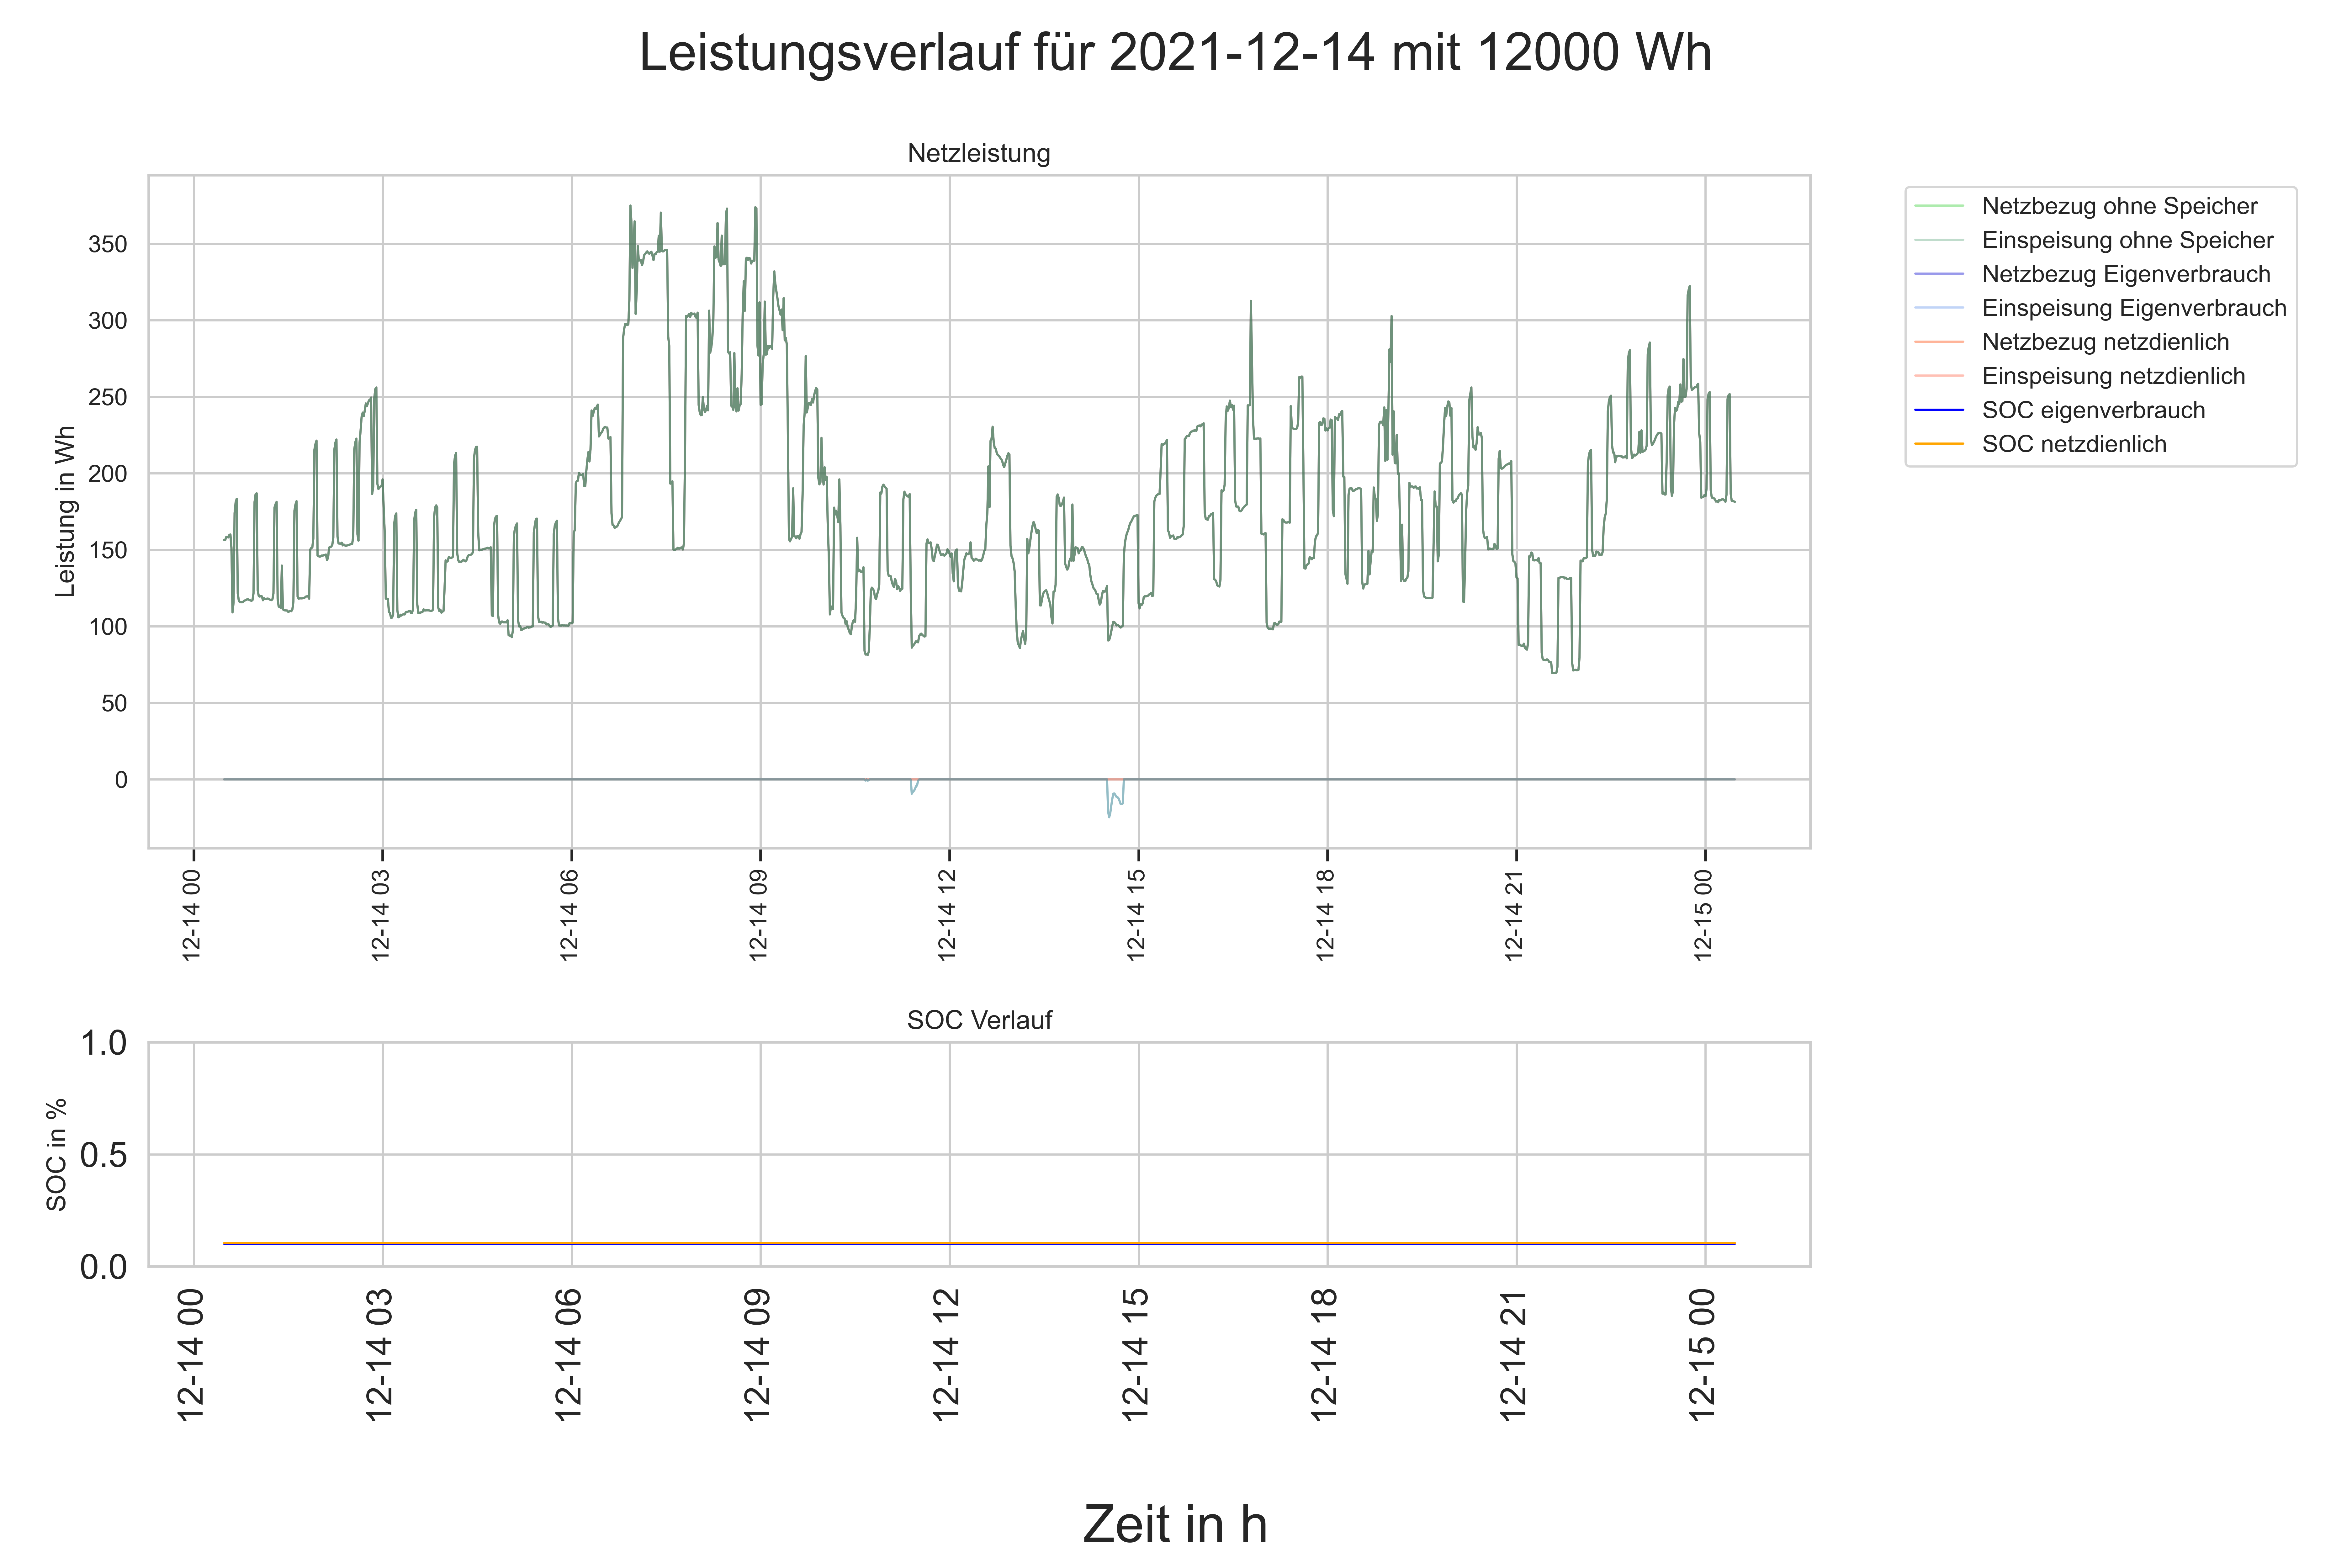 Leistungsverlauf für 2021-12-14 mit 12000 Wh
Netzleistung
Leistung in Wh
350
300
250
200
150
100
50
0
12-14 00
12-14 03
12-14 06
12-14 09
12-14 12
12-14 15
12-14 18
12-14 21
12-15 00
Netzbezug ohne Speicher
Einspeisung ohne Speicher
Netzbezug Eigenverbrauch
Einspeisung Eigenverbrauch
Netzbezug netzdienlich
Einspeisung netzdienlich
SOC eigenverbrauch
SOC netzdienlich
SOC Verlauf
SOC in %
1.0
0.5
0.0
12-14 00
12-14 03
12-14 06
12-14 09
12-14 12
12-14 15
12-14 18
12-14 21
12-15 00
Zeit in h